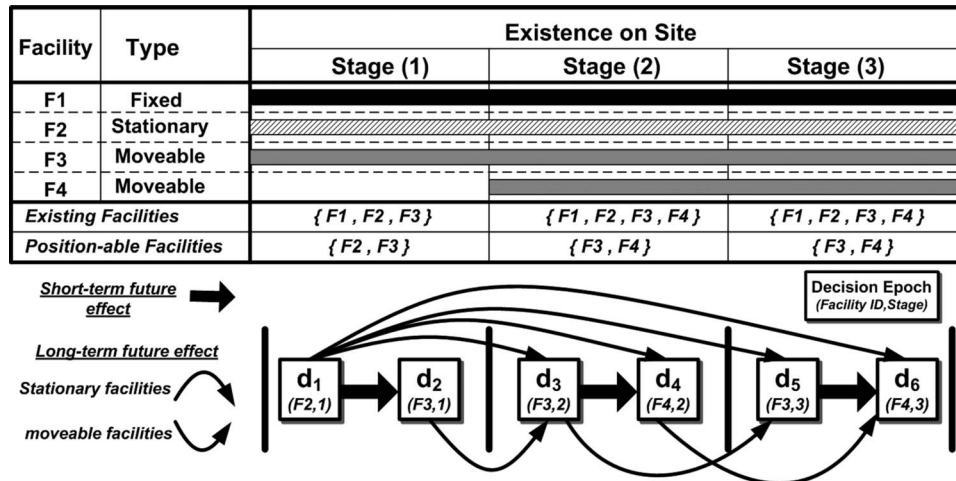 Facility Type Existence on Site
Stage (1) Stage (2) Stage (3)
F1 Fixed
F2 Stationary
F3 Moveable
F4 Moveable
Existing Facilities { F1 , F2 , F3 } { F1 , F2 , F3 , F4 } { F1 , F2 , F3 , F4 }
Position-able Facilities { F2 , F3 } { F3 , F4 } { F3 , F4 }
Short-term future
effect
Decision Epoch
(Facility ID,Stage)
Long-term future effect
Stationary facilities
moveable facilities
d1 d2 d3 d4 d5 d6
(F2,1) (F3,1) (F3,2) (F4,2) (F3,3) (F4,3)